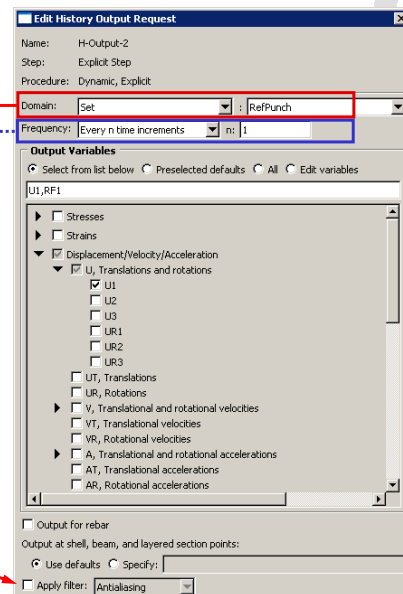 Edit History Output Request
Name: H-Output-2
Step: Explicit Step
Procedure: Dynamic, Explicit
Domain: Set : RefPunch
Frequency: Every n time increments n: 1
Output Variables
Select from list below Preselected defaults All Edit variables
U1,RF1
Stresses
Strains
Displacement/Velocity/Acceleration
U, Translations and rotations
U1
U2
U3
UR1
UR2
UR3
UT, Translations
UR, Rotations
V, Translational and rotational velocities
VT, Translational velocities
VR, Rotational velocities
A, Translational and rotational accelerations
AT, Translational accelerations
AR, Rotational accelerations
Output for rebar
Output at shell, beam, and layered section points:
Use defaults Specify:
Apply filter: Antialiasing